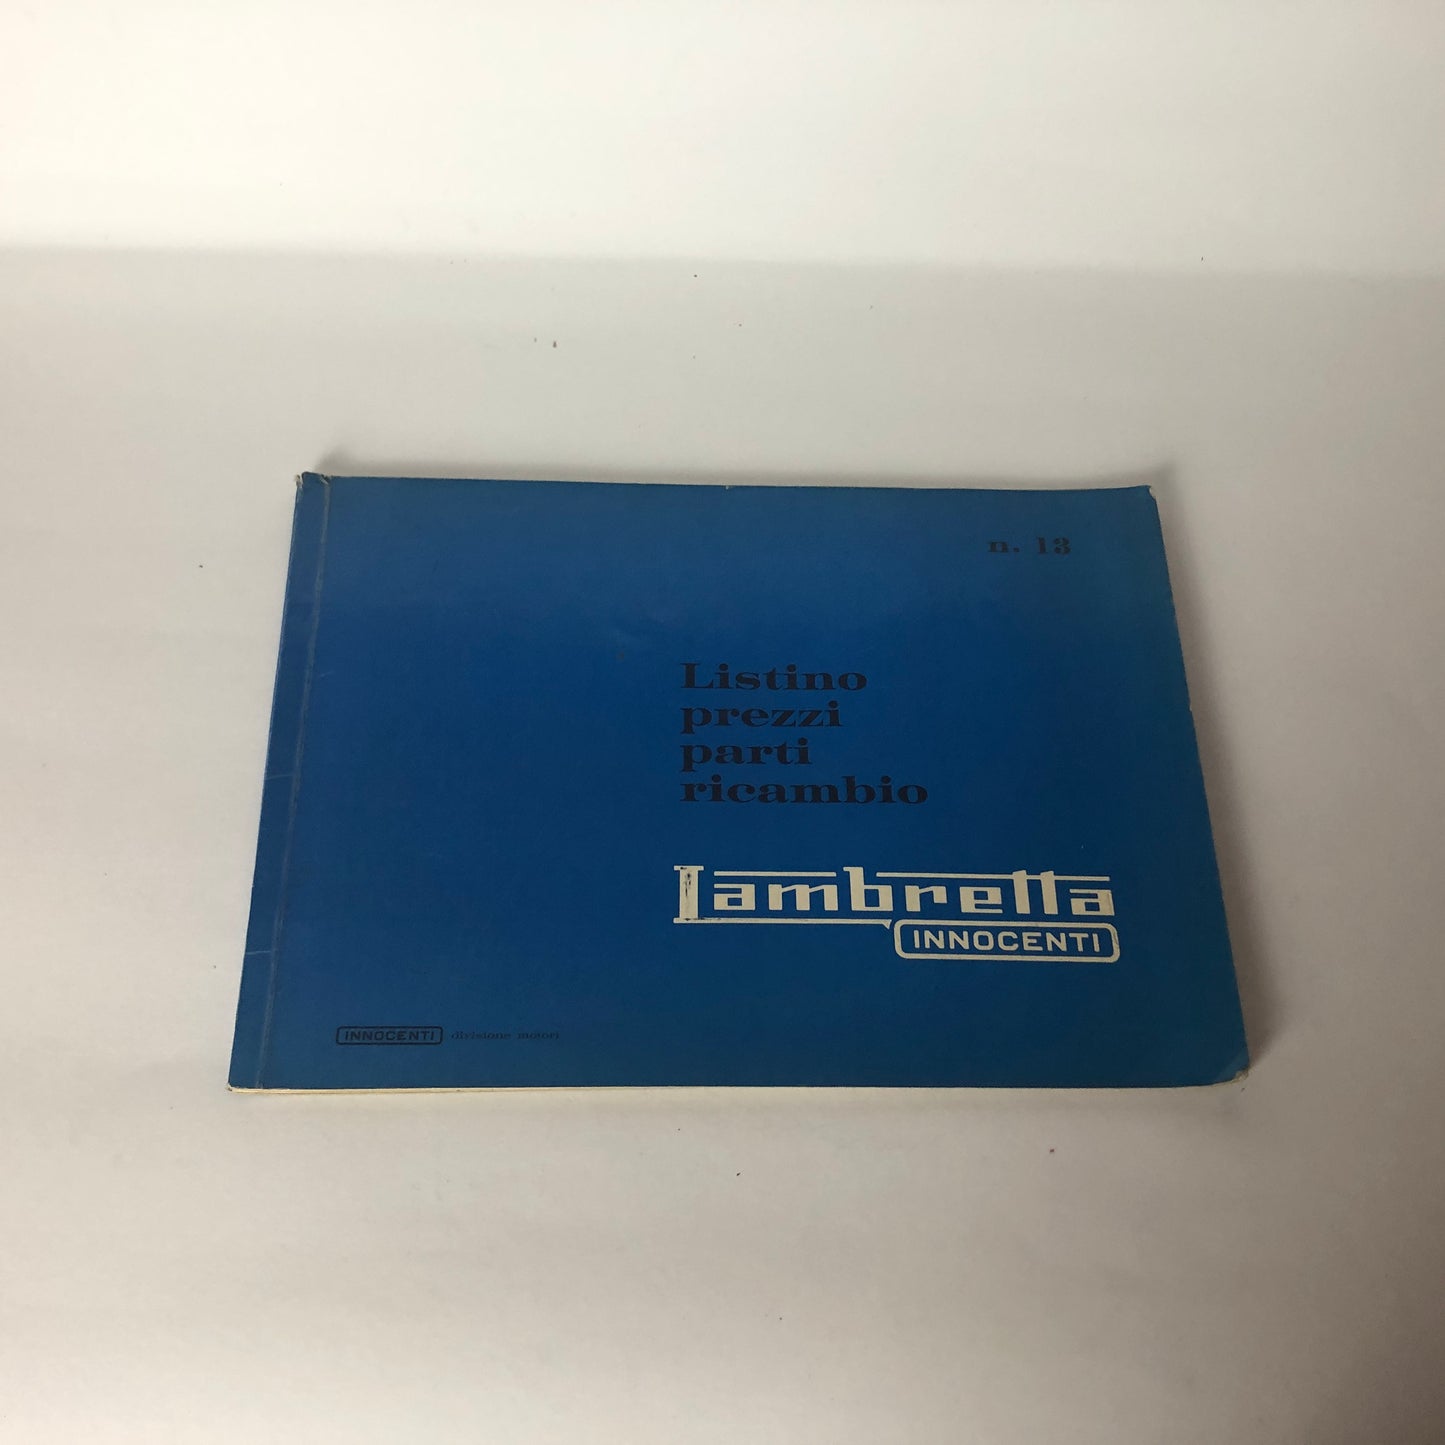 n. 13
Listino
prezzi
parti
ricambio
Lambretta
INNOCENTI
INNOCENTI divisione motori